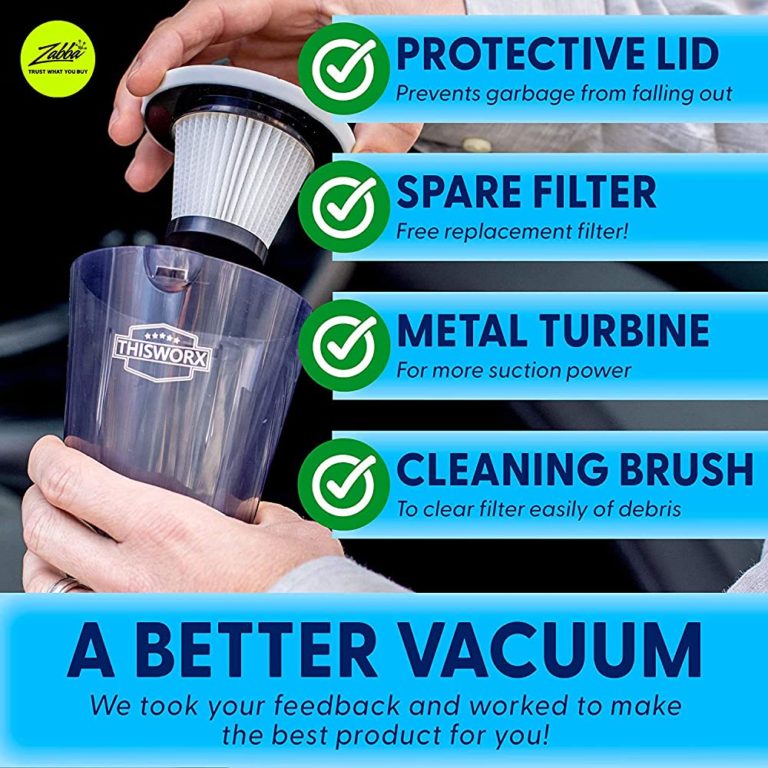 Zabba
TRUST WHAT YOU BUY
PROTECTIVE LID
Prevents garbage from falling out
SPARE FILTER
Free replacement filter!
THISWORX
METAL TURBINE
For more suction power
CLEANING BRUSH
To clear filter easily of debris
A BETTER VACUUM
We took your feedback and worked to make
the best product for you!